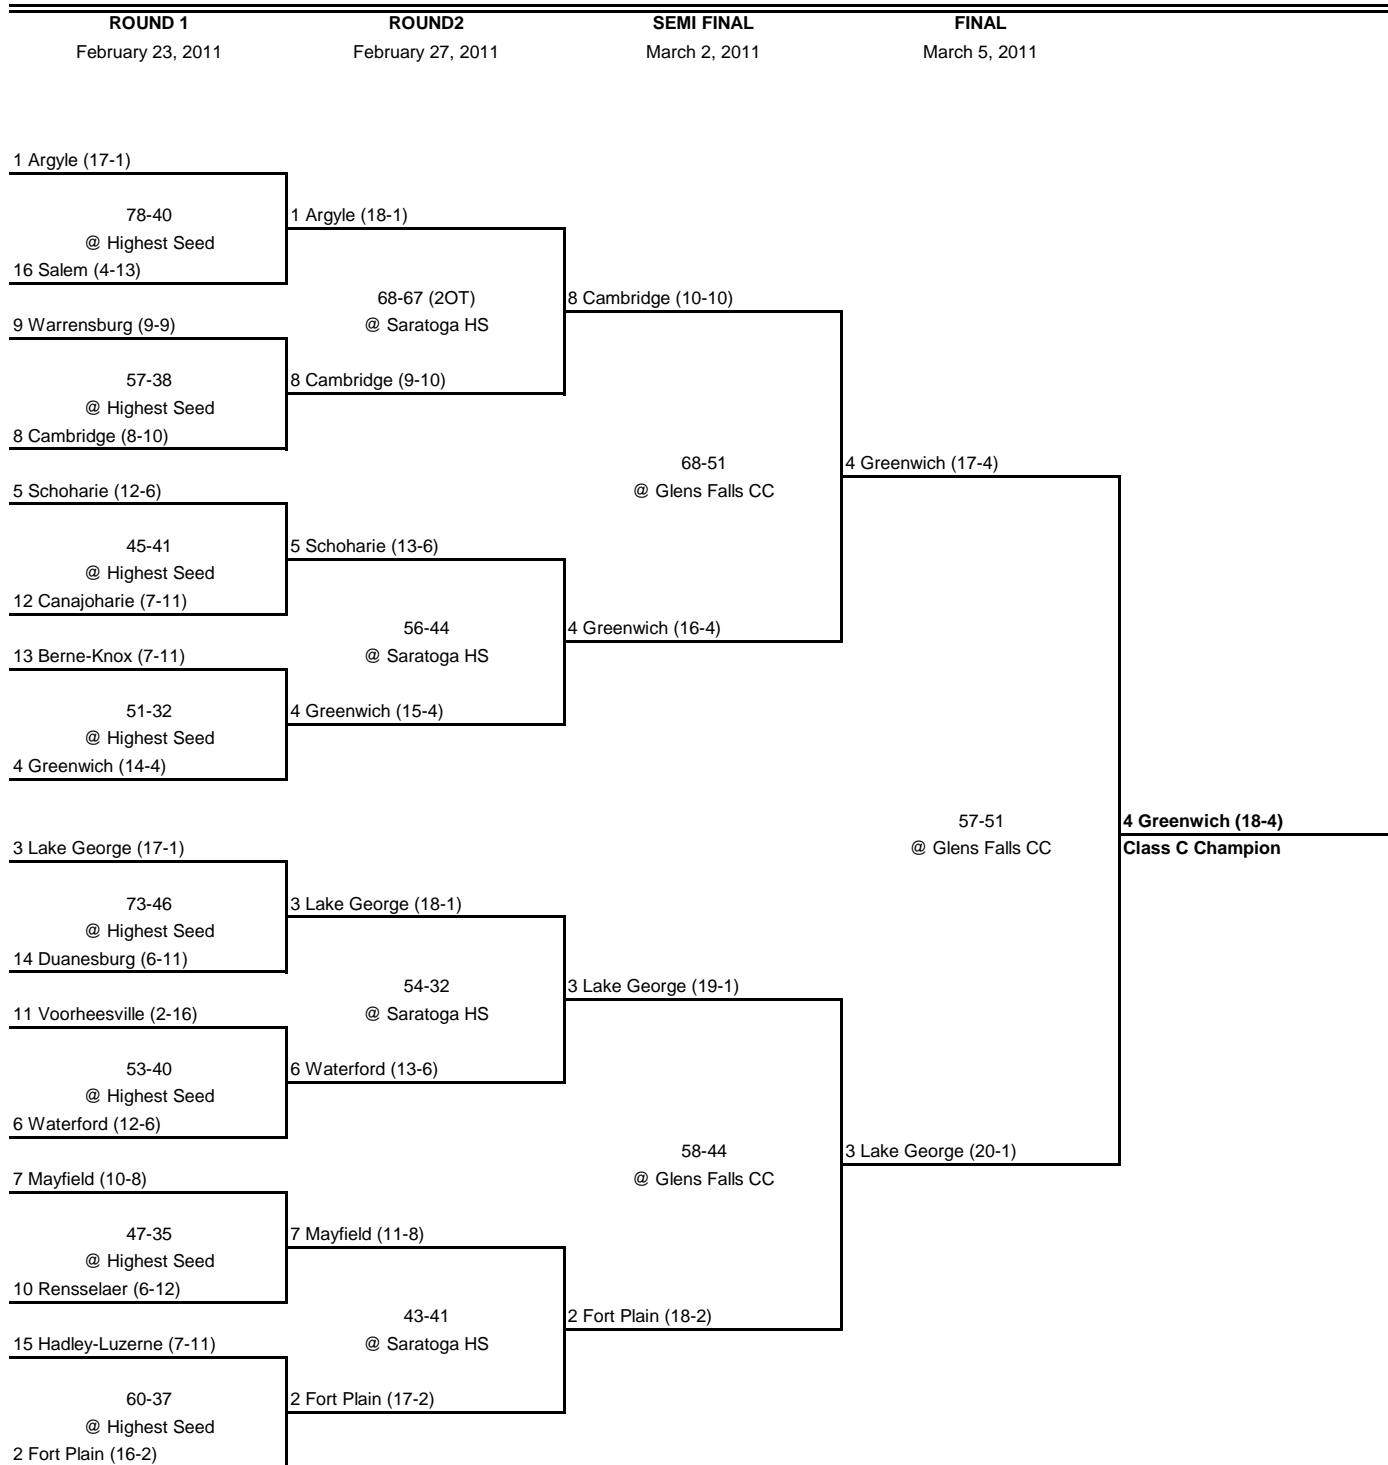 ROUND 1 ROUND2 SEMI FINAL FINAL
February 23, 2011 February 27, 2011 March 2, 2011 March 5, 2011
1 Argyle (17-1)
78-40 1 Argyle (18-1)
@ Highest Seed
16 Salem (4-13)
68-67 (2OT) 8 Cambridge (10-10)
9 Warrensburg (9-9) @ Saratoga HS
57-38 8 Cambridge (9-10)
@ Highest Seed
8 Cambridge (8-10)
68-51 4 Greenwich (17-4)
5 Schoharie (12-6) @ Glens Falls CC
45-41 5 Schoharie (13-6)
@ Highest Seed
12 Canajoharie (7-11)
56-44 4 Greenwich (16-4)
13 Berne-Knox (7-11) @ Saratoga HS
51-32 4 Greenwich (15-4)
@ Highest Seed
4 Greenwich (14-4)
57-51 4 Greenwich (18-4)
3 Lake George (17-1) @ Glens Falls CC Class C Champion
73-46 3 Lake George (18-1)
@ Highest Seed
14 Duanesburg (6-11)
54-32 3 Lake George (19-1)
11 Voorheesville (2-16) @ Saratoga HS
53-40 6 Waterford (13-6)
@ Highest Seed
6 Waterford (12-6)
58-44 3 Lake George (20-1)
7 Mayfield (10-8) @ Glens Falls CC
47-35 7 Mayfield (11-8)
@ Highest Seed
10 Rensselaer (6-12)
43-41 2 Fort Plain (18-2)
15 Hadley-Luzerne (7-11) @ Saratoga HS
60-37 2 Fort Plain (17-2)
@ Highest Seed
2 Fort Plain (16-2)